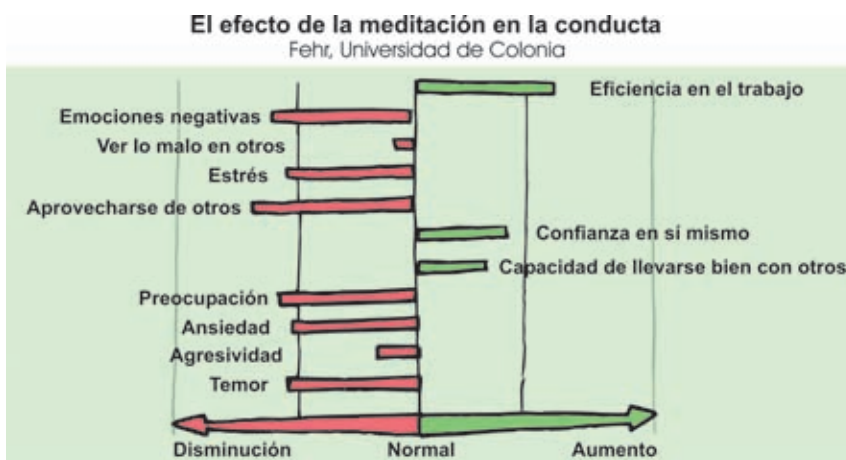 El efecto de la meditación en la conducta
Fehr, Universidad de Colonia
Eficiencia en el trabajo
Emociones negativas
Ver lo malo en otros
Estrés
Aprovecharse de otros
Confianza en sí mismo
Capacidad de llevarse bien con otros
Preocupación
Ansiedad
Agresividad
Temor
Disminución Normal Aumento